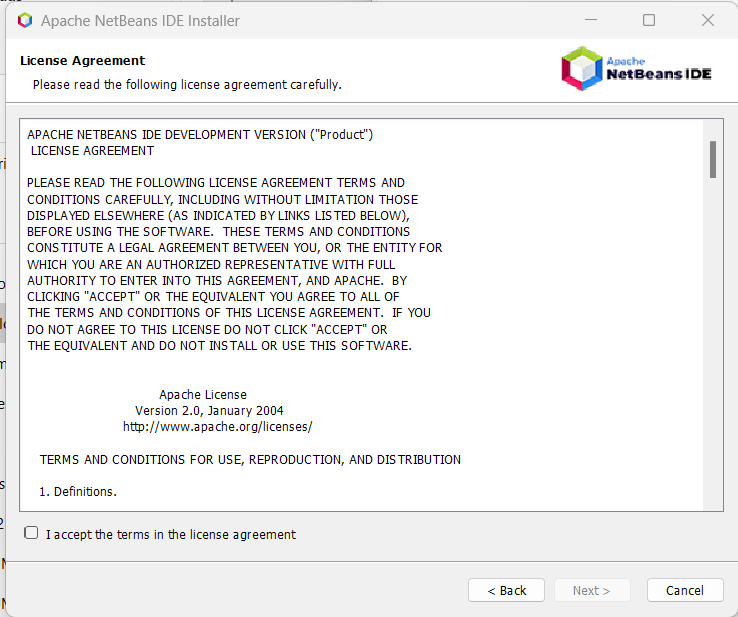 Apache NetBeans IDE Installer
License Agreement
Please read the following license agreement carefully.
Apache
NetBeans IDE
APACHE NETBEANS IDE DEVELOPMENT VERSION ("Product")
LICENSE AGREEMENT
PLEASE READ THE FOLLOWING LICENSE AGREEMENT TERMS AND
CONDITIONS CAREFULLY, INCLUDING WITHOUT LIMITATION THOSE
DISPLAYED ELSEWHERE (AS INDICATED BY LINKS LISTED BELOW),
BEFORE USING THE SOFTWARE.  THESE TERMS AND CONDITIONS
CONSTITUTE A LEGAL AGREEMENT BETWEEN YOU, OR THE ENTITY FOR
WHICH YOU ARE AN AUTHORIZED REPRESENTATIVE WITH FULL
AUTHORITY TO ENTER INTO THIS AGREEMENT, AND APACHE.  BY
CLICKING "ACCEPT" OR THE EQUIVALENT YOU AGREE TO ALL OF
THE TERMS AND CONDITIONS OF THIS LICENSE AGREEMENT.  IF YOU
DO NOT AGREE TO THIS LICENSE DO NOT CLICK "ACCEPT" OR
THE EQUIVALENT AND DO NOT INSTALL OR USE THIS SOFTWARE.
Apache License
Version 2.0, January 2004
http://www.apache.org/licenses/
TERMS AND CONDITIONS FOR USE, REPRODUCTION, AND DISTRIBUTION
1. Definitions.
I accept the terms in the license agreement
< Back
Next >
Cancel